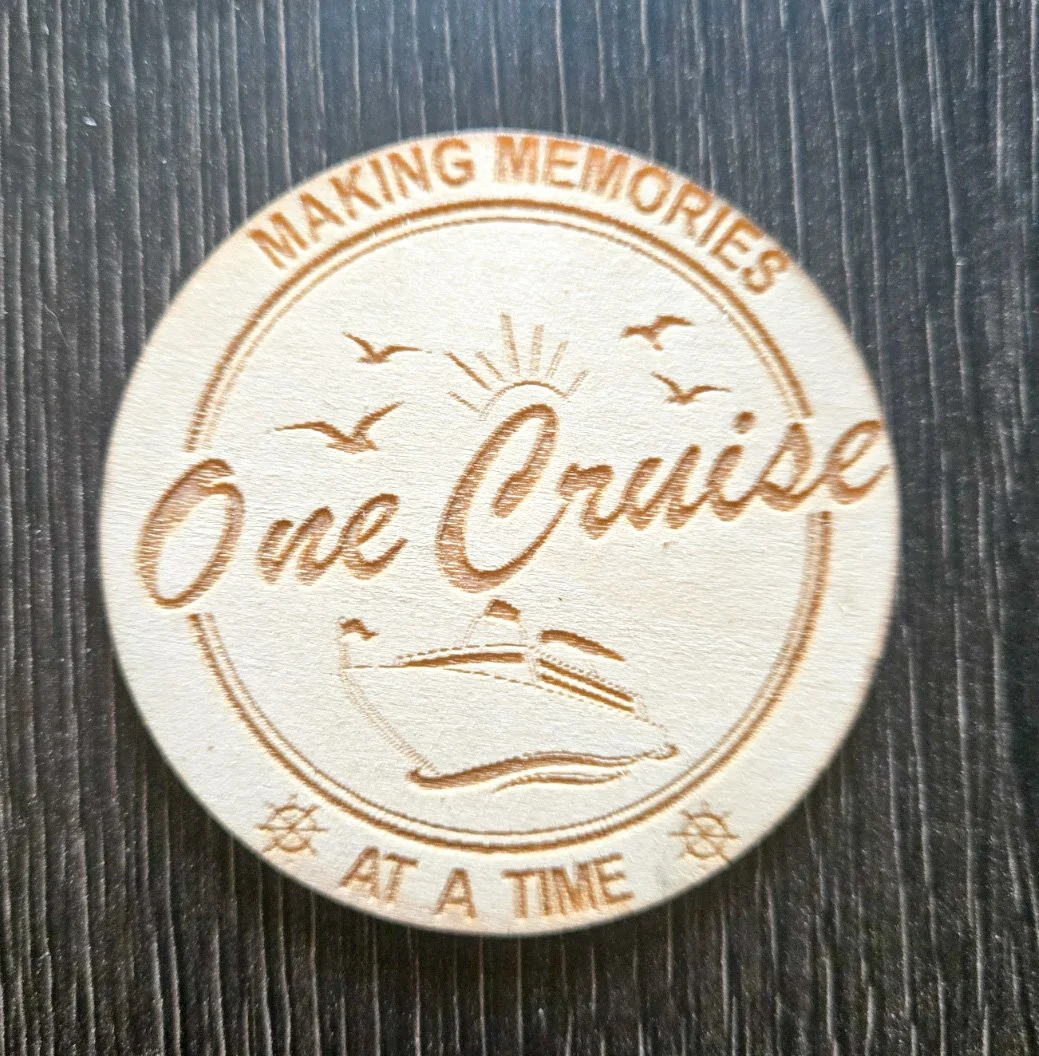 MAKING MEMORIES
One Cruise
AT A TIME